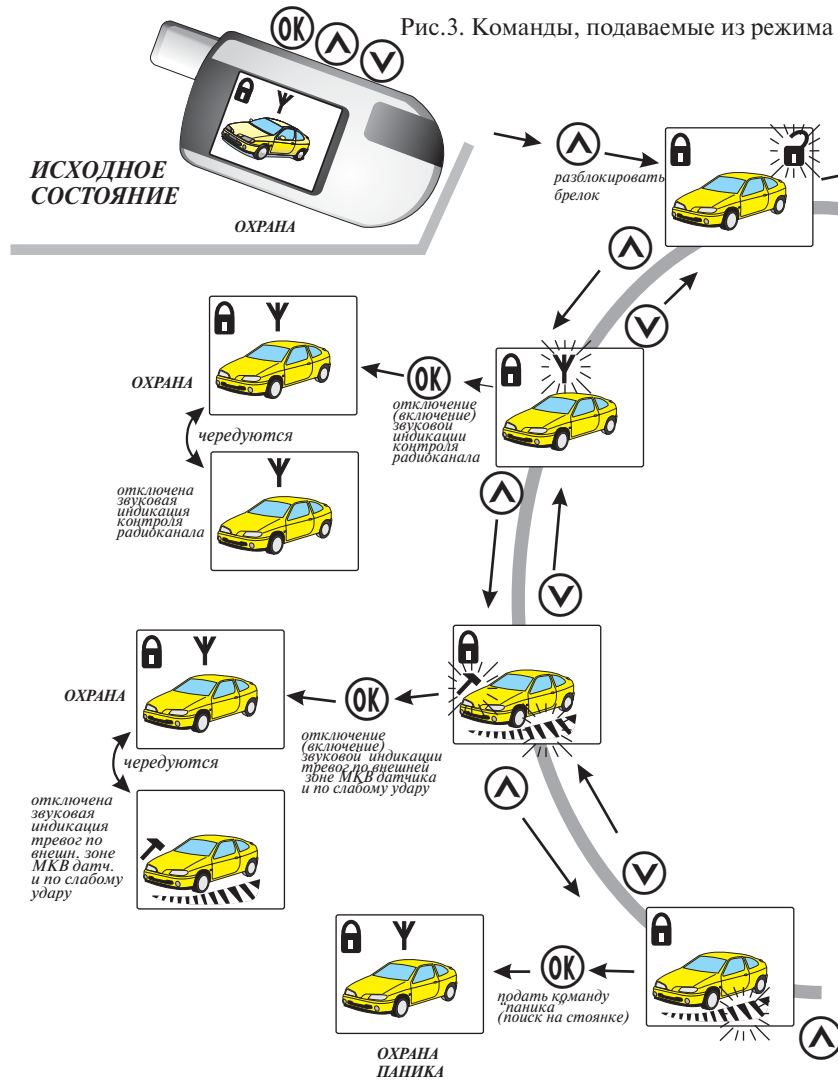 Рис.3. Команды, подаваемые из режима
OK
ИСХОДНОЕ
СОСТОЯНИЕ
ОХРАНА
разблокировать
брелок
ОХРАНА
OK
отключение
(включение)
звуковой
индикации
контроля
радиоканала
чередуются
отключена
звуковая
индикация
контроля
радиоканала
ОХРАНА
OK
отключение
(включение)
звуковой индикации
тревог по внешней
зоне МКВ датчика
и по слабому удару
чередуются
отключена
звуковая
индикация
тревог по
внешн. зоне
МКВ датч.
и по слабому
удару
OK
подать команду
"паника"
(поиск на стоянке)
ОХРАНА
ПАНИКА